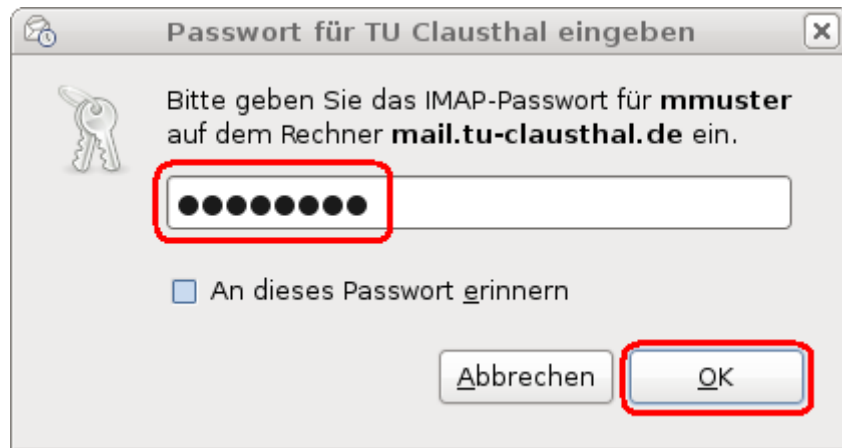 Passwort für TU Clausthal eingeben
Bitte geben Sie das IMAP-Passwort für mmuster
auf dem Rechner mail.tu-clausthal.de ein.
●●●●●●●●
An dieses Passwort erinnern
Abbrechen OK